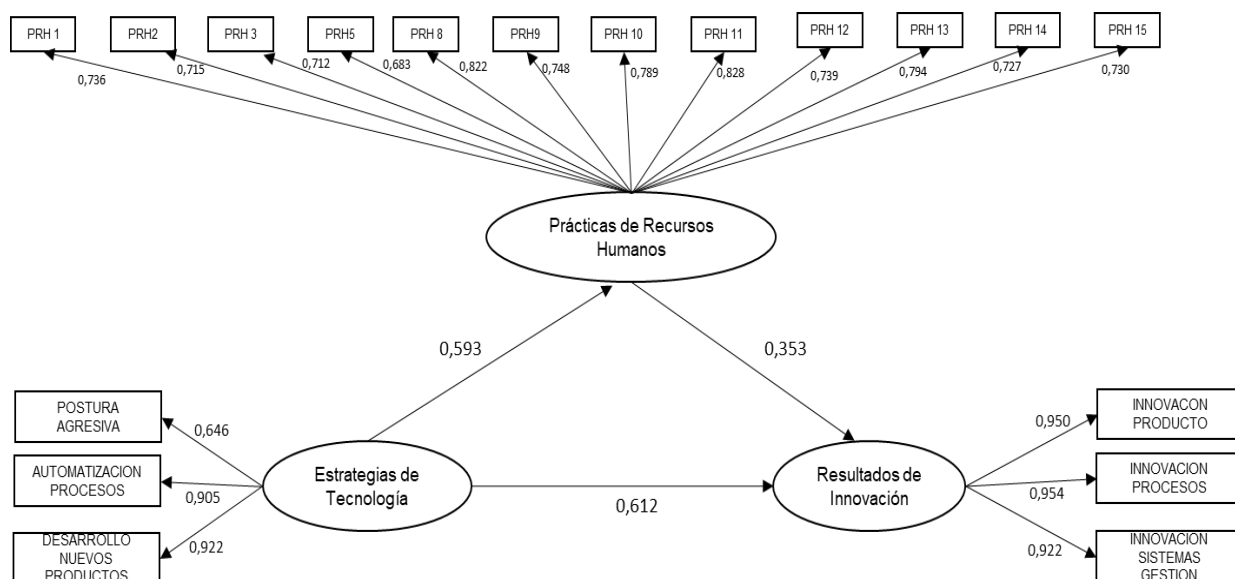 PRH 1
PRH2
PRH 3
PRH5
PRH 8
PRH9
PRH 10
PRH 11
PRH 12
PRH 13
PRH 14
PRH 15
0,736
0,715
0,712
0,683
0,822
0,748
0,789
0,828
0,739
0,794
0,727
0,730
Prácticas de Recursos
Humanos
0,593
0,353
POSTURA
AGRESIVA
0,646
AUTOMATIZACION
PROCESOS
0,905
DESARROLLO
NUEVOS
PRODUCTOS
0,922
Estrategias de
Tecnología
0,612
Resultados de
Innovación
0,950
INNOVACON
PRODUCTO
0,954
INNOVACION
PROCESOS
0,922
INNOVACION
SISTEMAS
GESTION